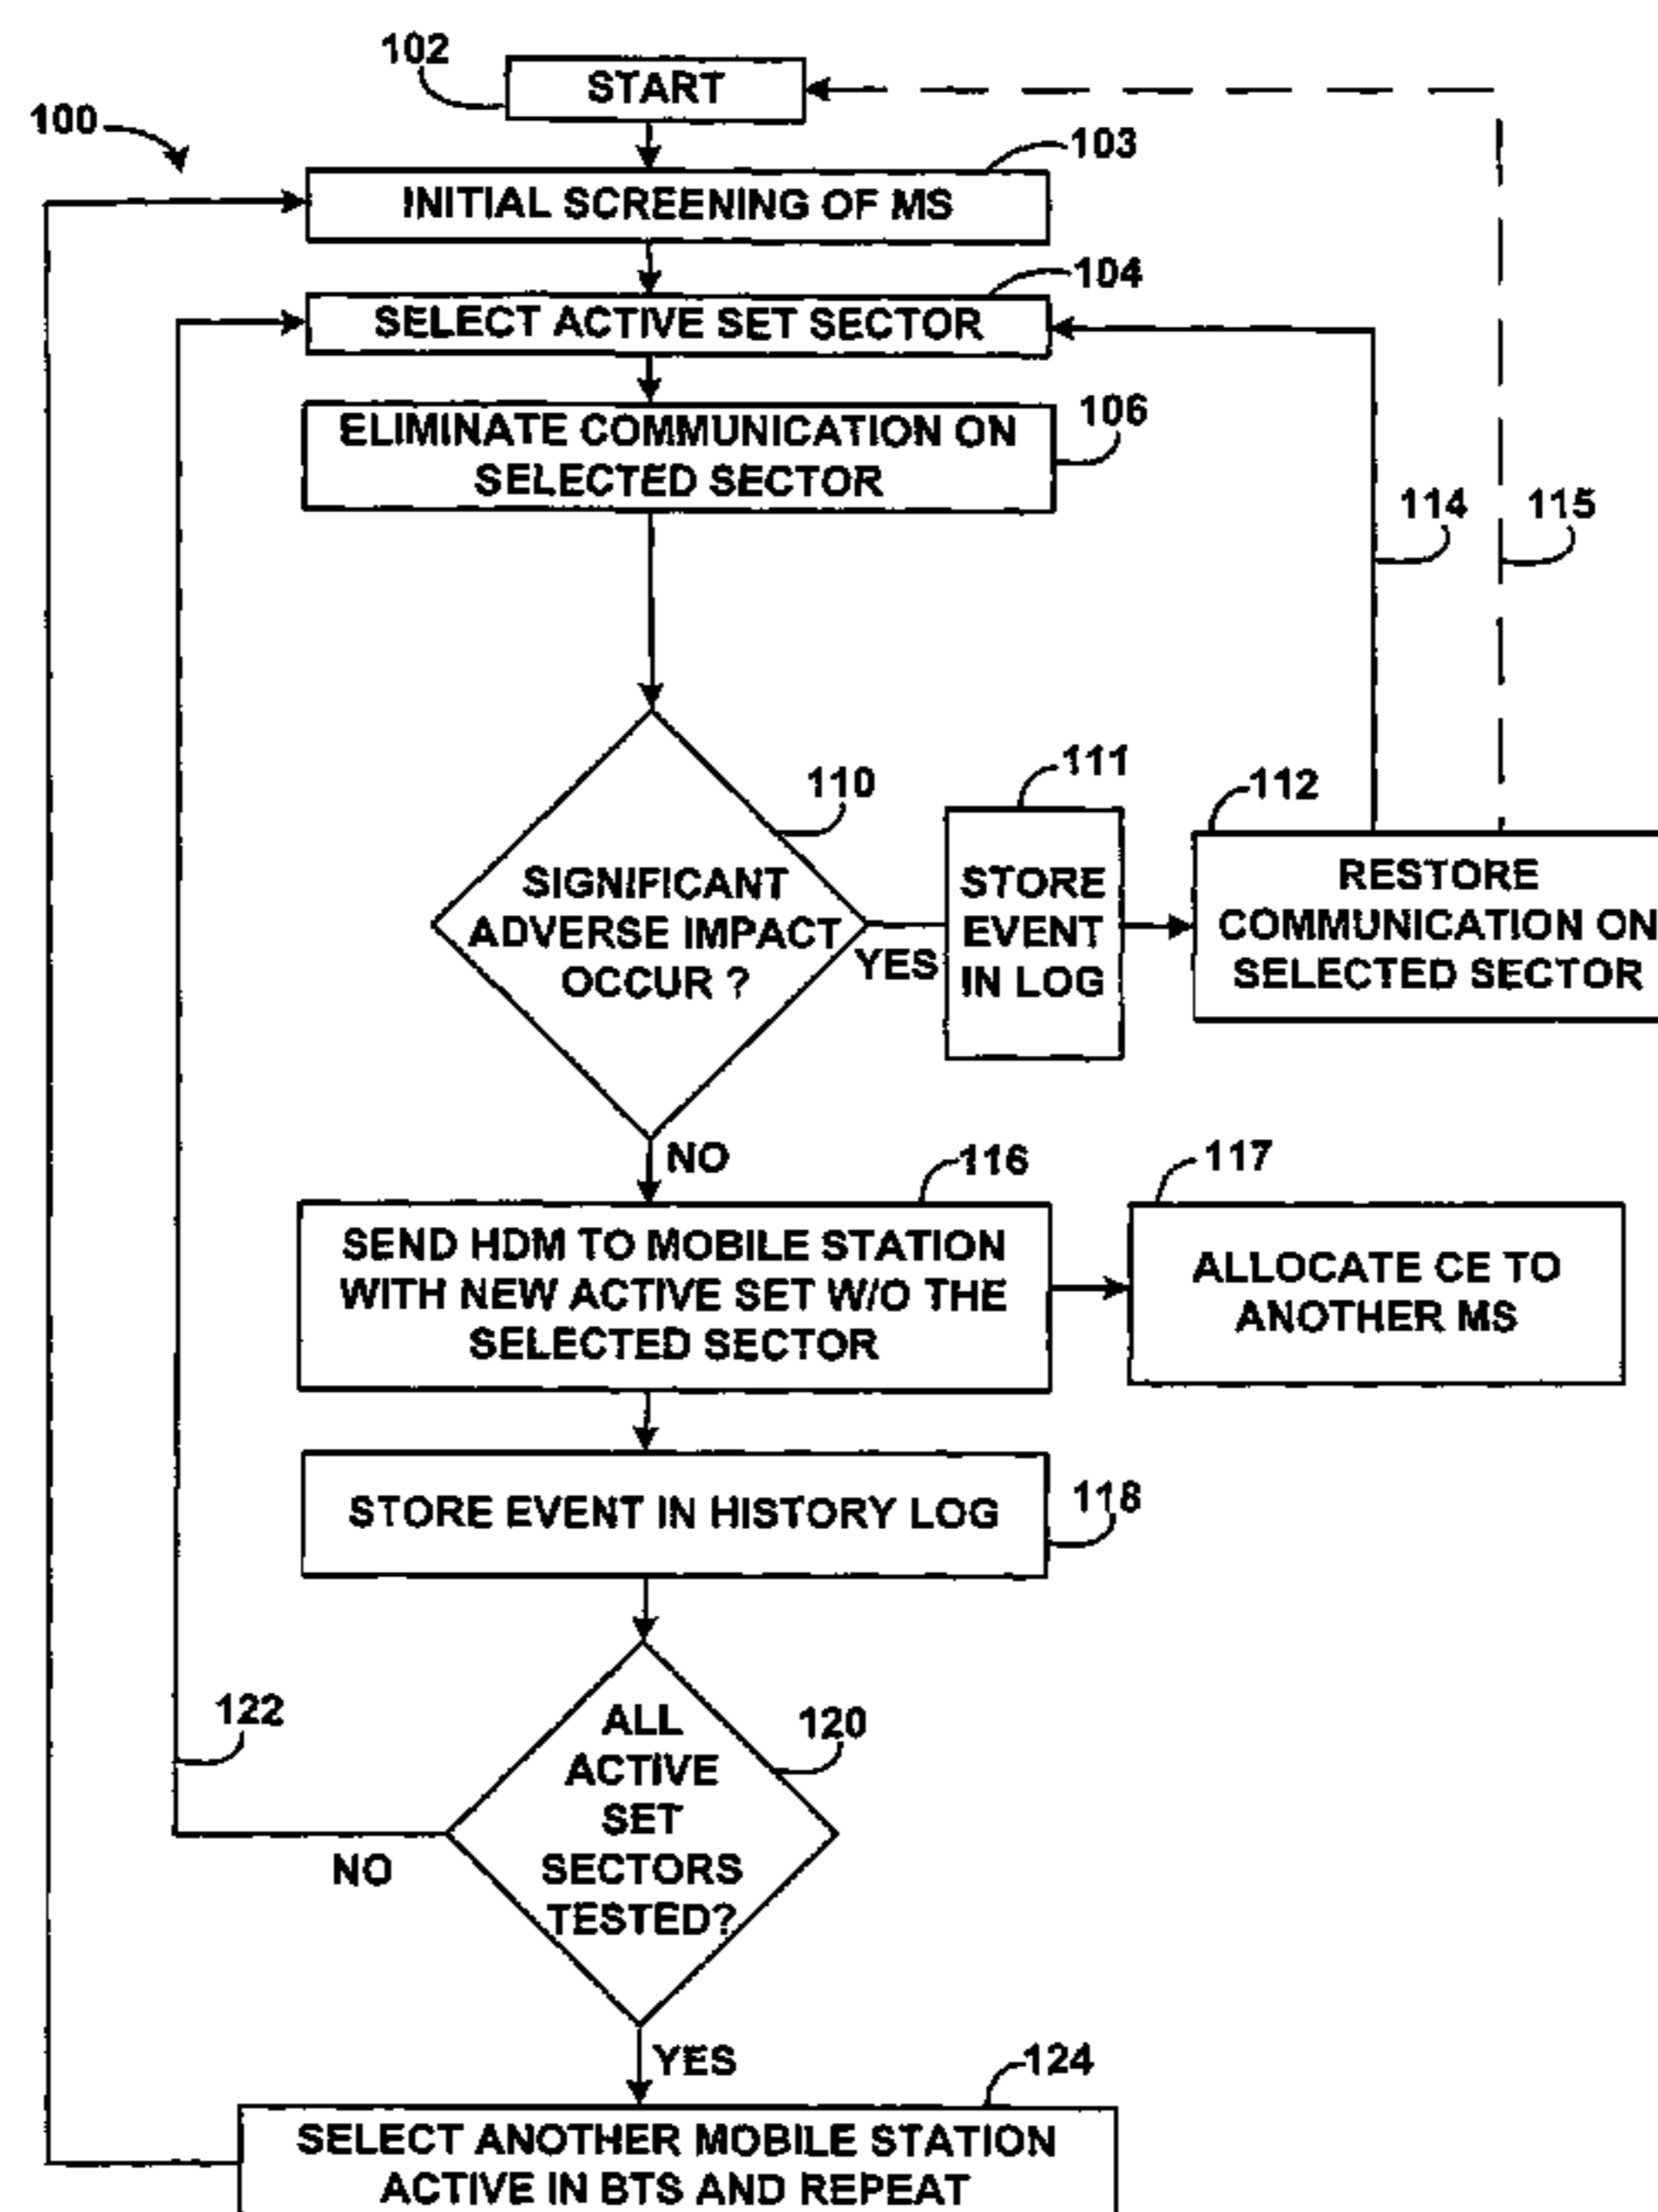 102
START
100
103
INITIAL SCREENING OF MS
104
SELECT ACTIVE SET SECTOR
106
ELIMINATE COMMUNICATION ON
SELECTED SECTOR
114
115
110
SIGNIFICANT
ADVERSE IMPACT
OCCUR ?
YES
111
STORE
EVENT
IN LOG
112
RESTORE
COMMUNICATION ON
SELECTED SECTOR
NO
116
SEND HDM TO MOBILE STATION
WITH NEW ACTIVE SET W/O THE
SELECTED SECTOR
117
ALLOCATE CE TO
ANOTHER MS
118
STORE EVENT IN HISTORY LOG
122
120
ALL
ACTIVE
SET
SECTORS
TESTED?
NO
YES
124
SELECT ANOTHER MOBILE STATION
ACTIVE IN BTS AND REPEAT